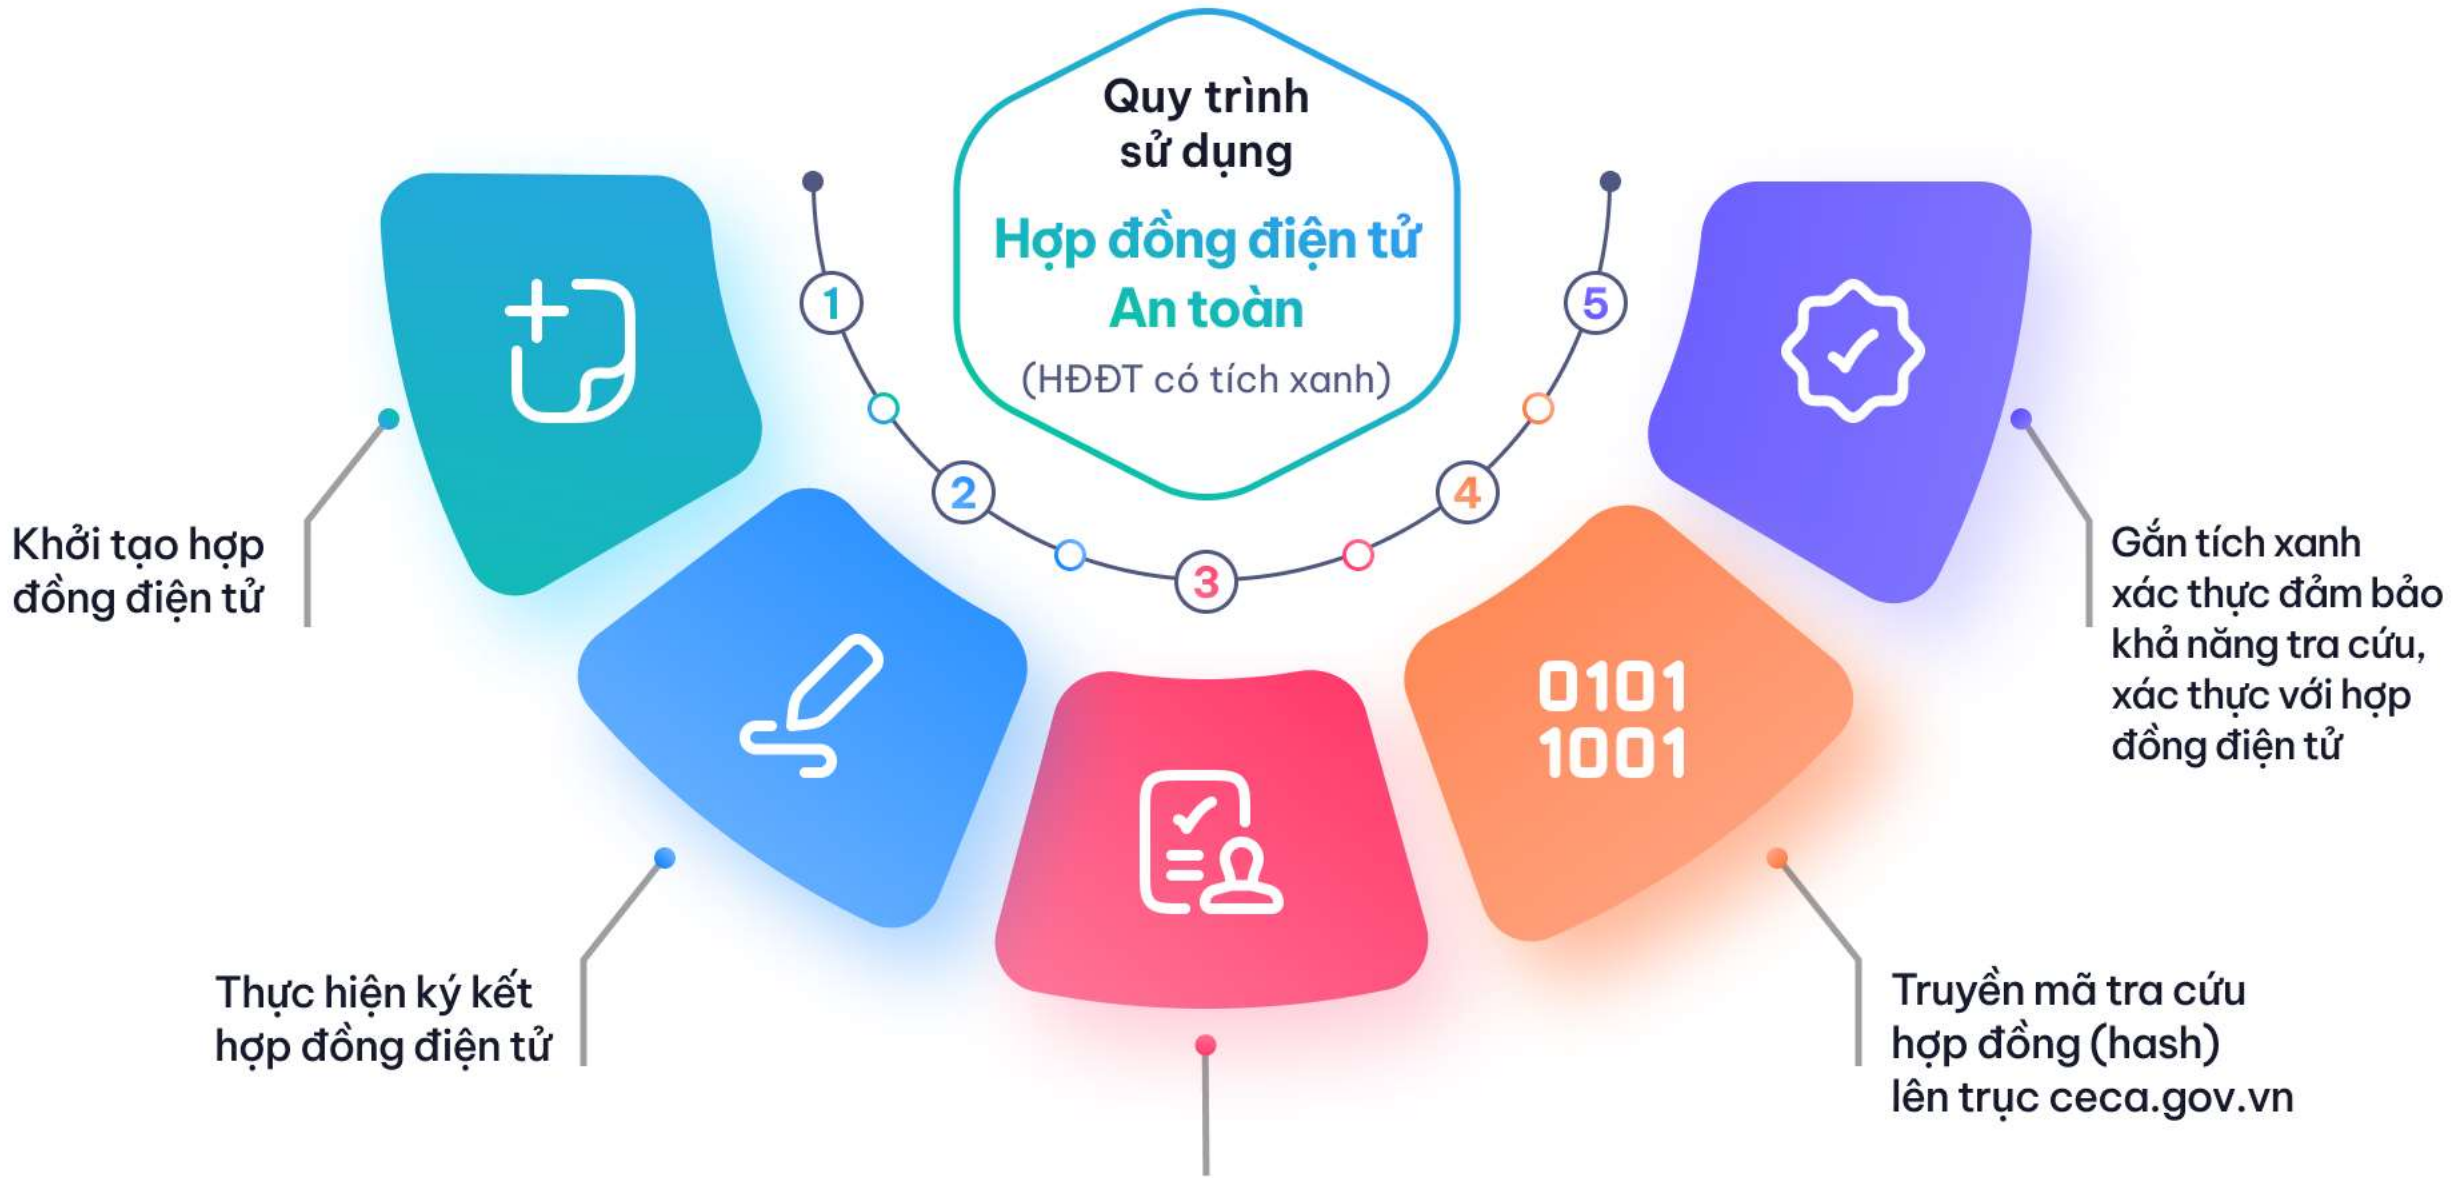 Quy trình
sử dụng
Hợp đồng điện tử
An toàn
(HĐĐT có tích xanh)
1
2
3
4
5
Khởi tạo hợp
đồng điện tử
Thực hiện ký kết
hợp đồng điện tử
0101
1001
Truyền mã tra cứu
hợp đồng (hash)
lên trục ceca.gov.vn
Gắn tích xanh
xác thực đảm bảo
khả năng tra cứu,
xác thực với hợp
đồng điện tử